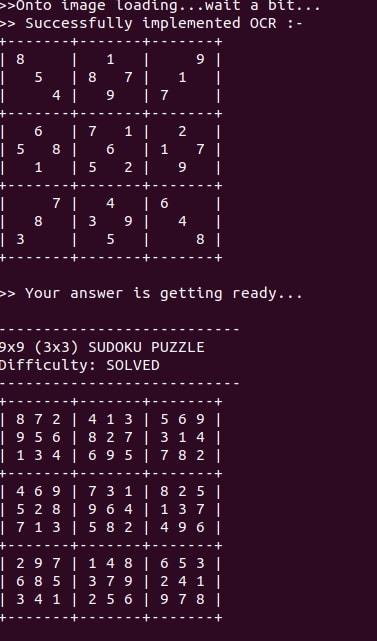 >>Onto image loading...wait a bit...
>> Successfully implemented OCR :-
+-------+-------+-------+
| 8     |   1   |     9 |
|   5   | 8   7 |   1   |
|     4 |   9   | 7     |
+-------+-------+-------+
|   6   | 7   1 |   2   |
| 5   8 |   6   | 1   7 |
|   1   | 5   2 |   9   |
+-------+-------+-------+
|     7 |   4   | 6     |
|   8   | 3   9 |   4   |
| 3     |   5   |     8 |
+-------+-------+-------+
>> Your answer is getting ready...
---------------------------
9x9 (3x3) SUDOKU PUZZLE
Difficulty: SOLVED
---------------------------
+-------+-------+-------+
| 8 7 2 | 4 1 3 | 5 6 9 |
| 9 5 6 | 8 2 7 | 3 1 4 |
| 1 3 4 | 6 9 5 | 7 8 2 |
+-------+-------+-------+
| 4 6 9 | 7 3 1 | 8 2 5 |
| 5 2 8 | 9 6 4 | 1 3 7 |
| 7 1 3 | 5 8 2 | 4 9 6 |
+-------+-------+-------+
| 2 9 7 | 1 4 8 | 6 5 3 |
| 6 8 5 | 3 7 9 | 2 4 1 |
| 3 4 1 | 2 5 6 | 9 7 8 |
+-------+-------+-------+